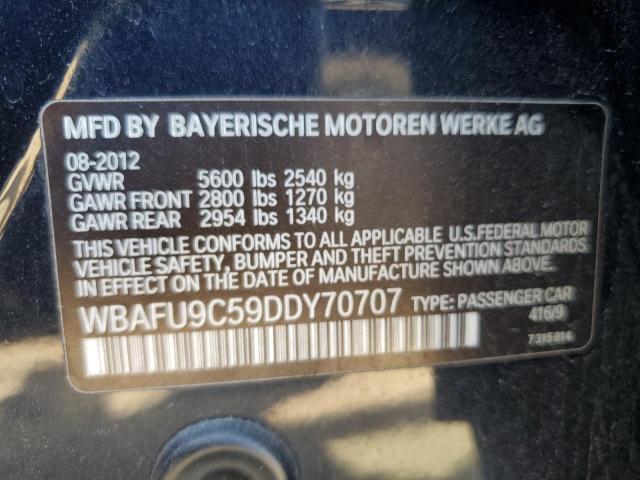 MFD BY BAYERISCHE MOTOREN WERKE AG
08-2012
GVWR 5600 lbs 2540 kg
GAWR FRONT 2800 lbs 1270 kg
GAWR REAR 2954 lbs 1340 kg
THIS VEHICLE CONFORMS TO ALL APPLICABLE U.S.FEDERAL MOTOR
VEHICLE SAFETY, BUMPER AND THEFT PREVENTION STANDARDS
IN EFFECT ON THE DATE OF MANUFACTURE SHOWN ABOVE.
WBAFU9C59DDY70707 TYPE: PASSENGER CAR
416/9
7315814